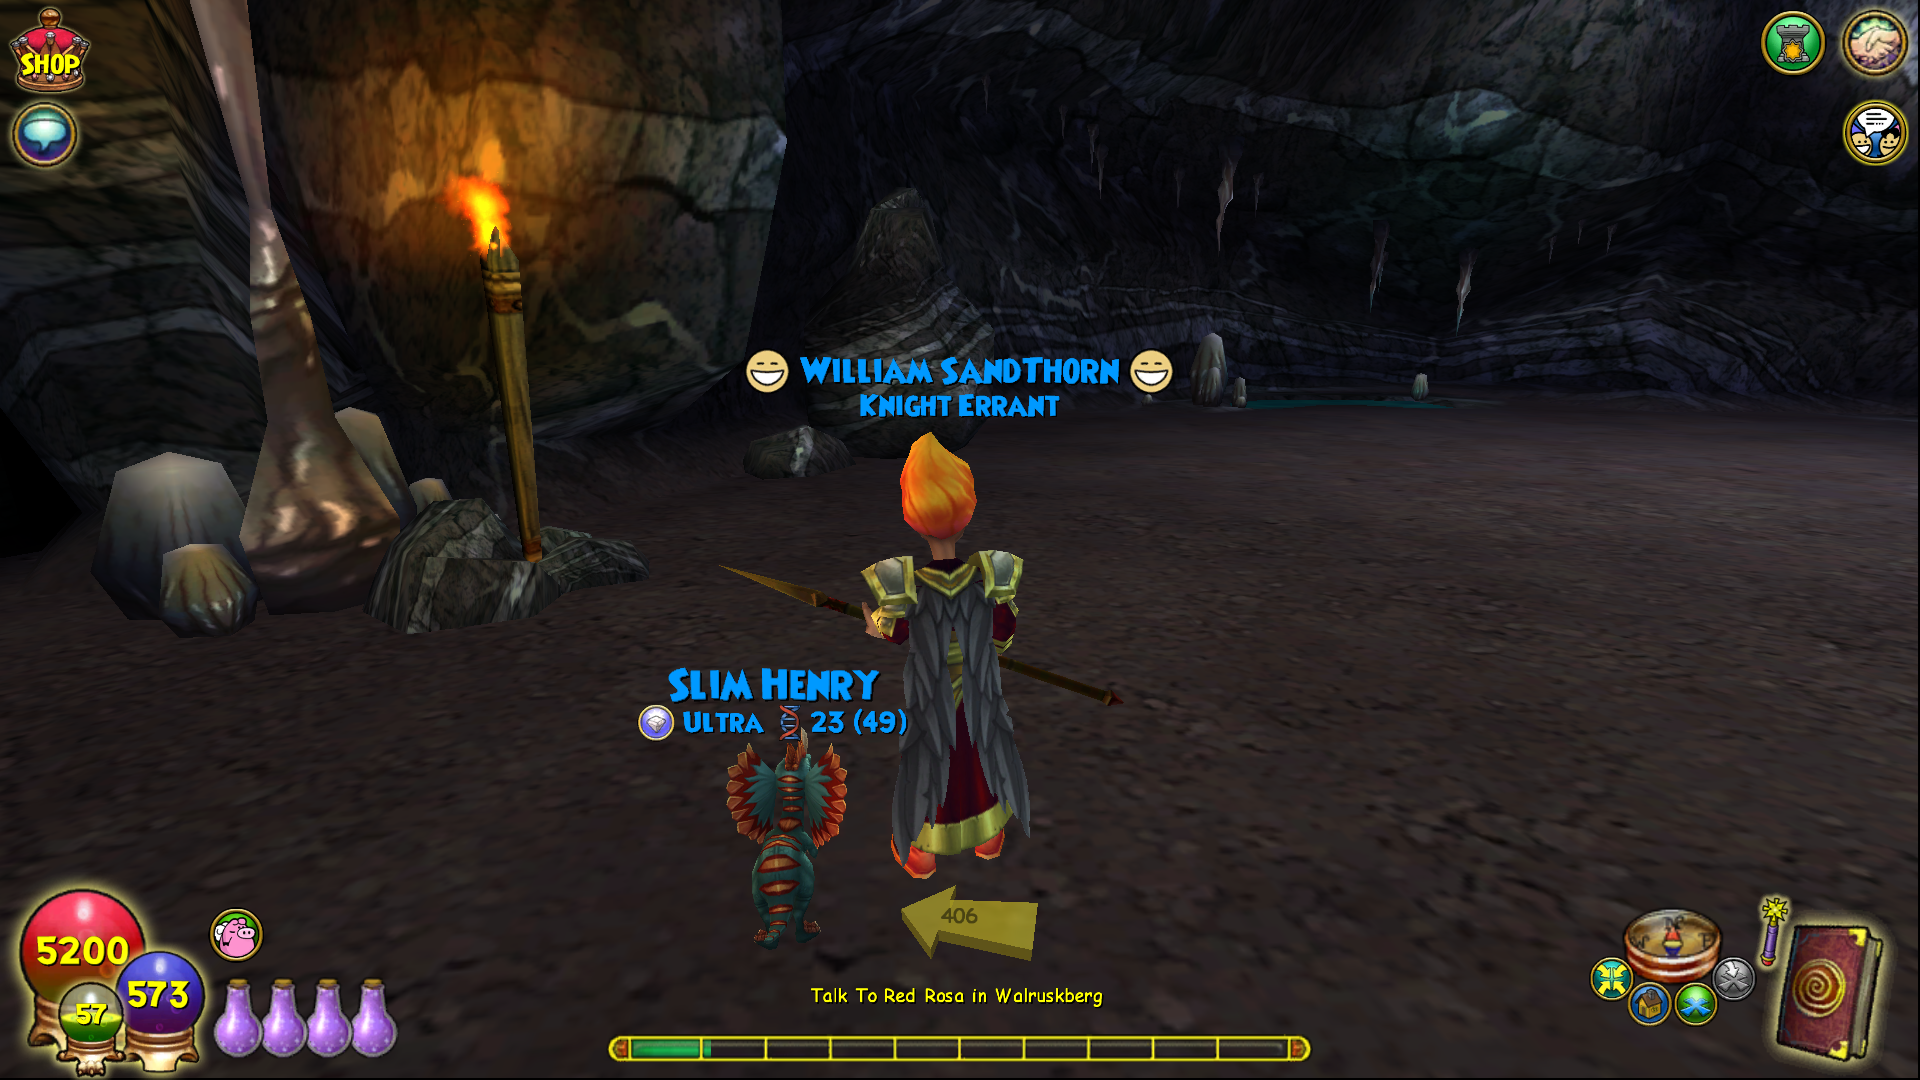 SHOP
WILLIAM SANDTHORN
KNIGHT ERRANT
SLIM HENRY
ULTRA 23 (49)
406
5200
573
57
Talk To Red Rosa in Walruskberg
N
W
E